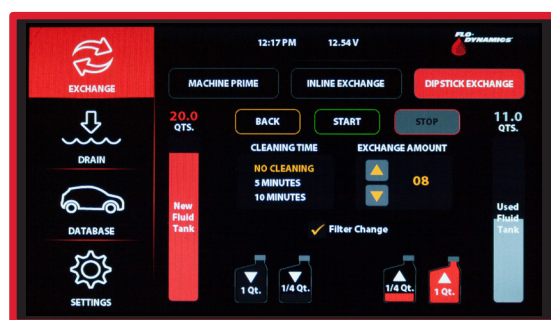 12:17 PM 12.54 V
FLO-
DYNAMICS
EXCHANGE
MACHINE PRIME
INLINE EXCHANGE
DIPSTICK EXCHANGE
20.0
QTS.
BACK
START
STOP
11.0
QTS.
CLEANING TIME
EXCHANGE AMOUNT
NO CLEANING
5 MINUTES
10 MINUTES
08
DRAIN
New
Fluid
Tank
Used
Fluid
Tank
DATABASE
Filter Change
1 Qt.
1/4 Qt.
1/4 Qt.
1 Qt.
SETTINGS